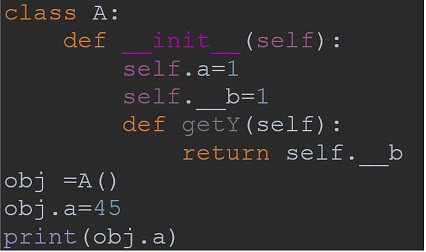 class A:
    def __init__(self):
        self.a=1
        self.__b=1
        def getY(self):
            return self.__b
obj =A()
obj.a=45
print(obj.a)